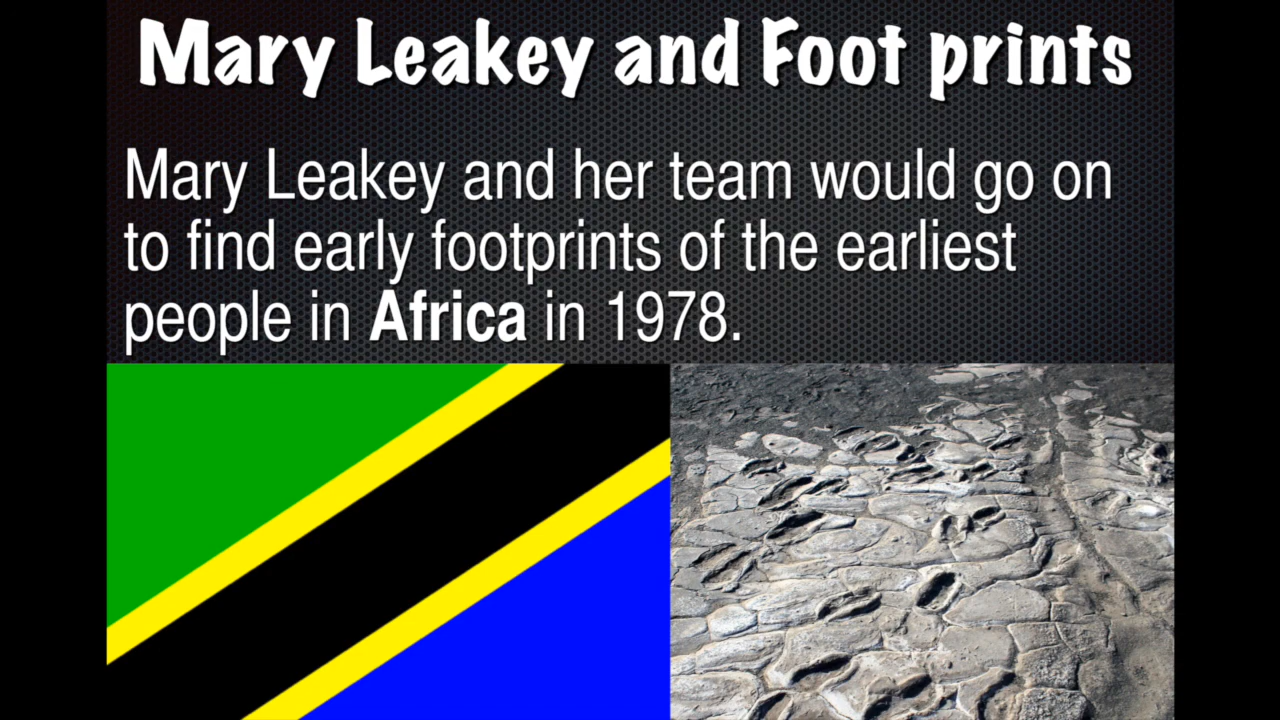 Mary Leakey and Foot prints
Mary Leakey and her team would go on
to find early footprints of the earliest
people in Africa in 1978.